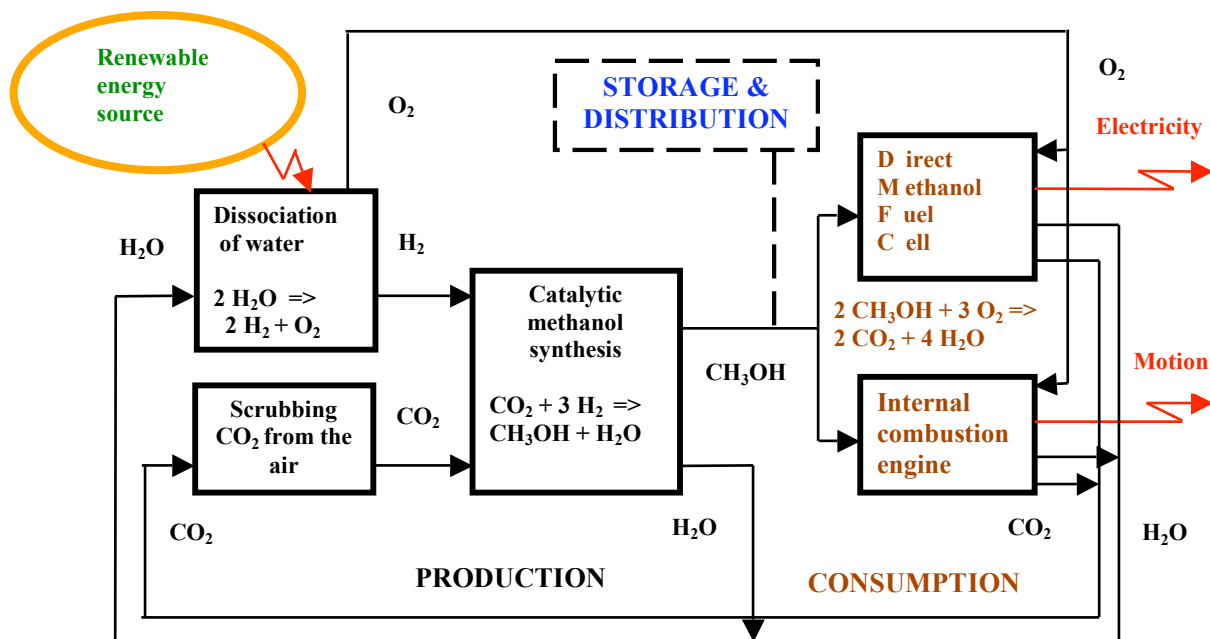 Renewable
energy
source
O₂
STORAGE &
DISTRIBUTION
O₂
Electricity
D irect
M ethanol
F uel
C ell
Dissociation
of water
2 H₂O =>
2 H₂ + O₂
H₂O
H₂
Catalytic
methanol
synthesis
CO₂ + 3 H₂ =>
CH₃OH + H₂O
CH₃OH
2 CH₃OH + 3 O₂ =>
2 CO₂ + 4 H₂O
Motion
Scrubbing
CO₂ from the
air
CO₂
Internal
combustion
engine
CO₂
H₂O
CO₂
H₂O
PRODUCTION
CONSUMPTION